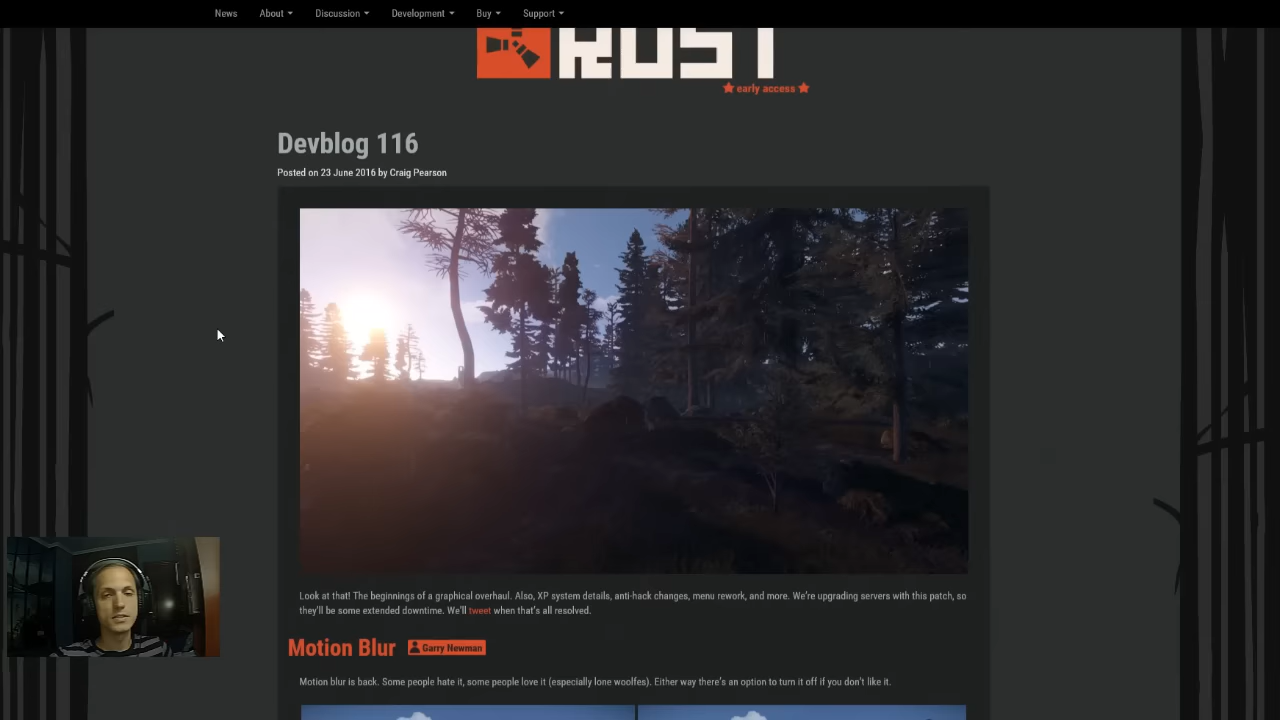 News About Discussion Development Buy Support
RUST
early access
Devblog 116
Posted on 23 June 2016 by Craig Pearson
Look at that! The beginnings of a graphical overhaul. Also, XP system details, anti-hack changes, menu rework, and more. We're upgrading servers with this patch, so
they'll be some extended downtime. We'll tweet when that's all resolved.
Motion Blur Garry Newman
Motion blur is back. Some people hate it, some people love it (especially lone woolfes). Either way there's an option to turn it off if you don't like it.